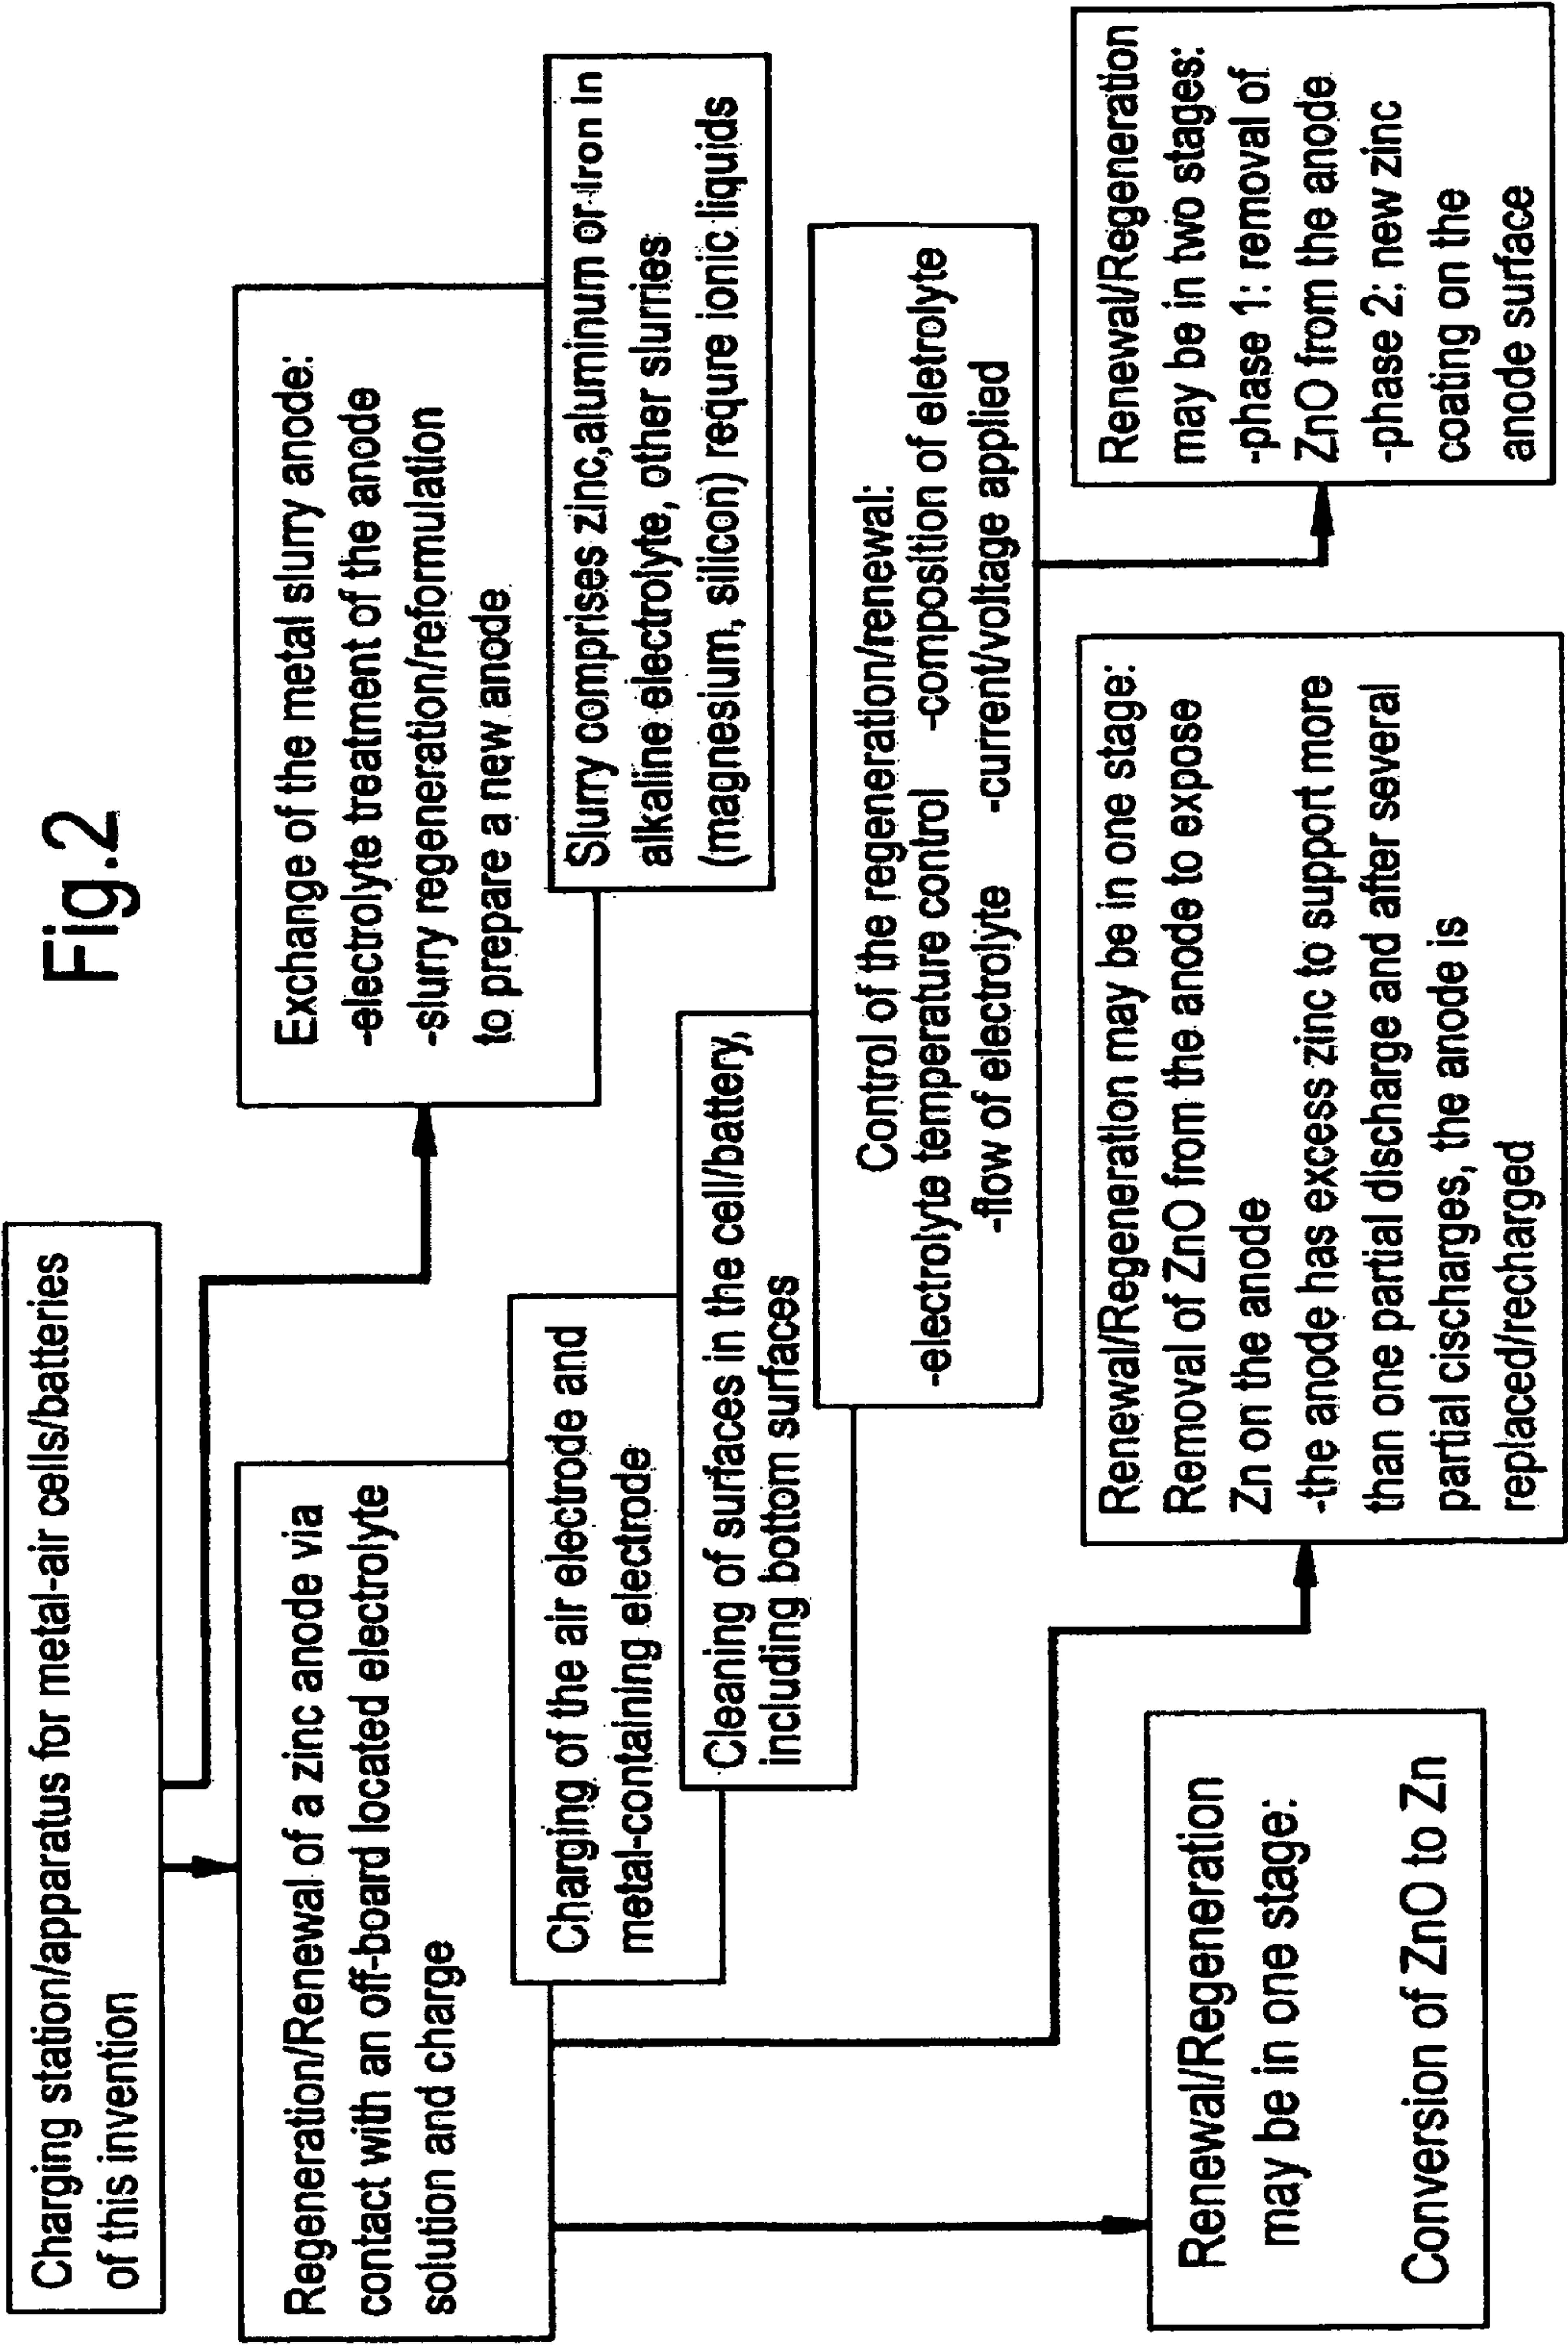 Fig.2
Charging station/apparatus for metal-air cells/batteries
of this invention
Exchange of the metal slurry anode:
-electrolyte treatment of the anode
-slurry regeneration/reformulation
to prepare a new anode
Slurry comprises zinc,aluminum or iron In
alkaline electrolyte, other slurries
(magnesium, silicon) requre ionic liquids
Regeneration/Renewal of a zinc anode via
contact with an off-board located electrolyte
solution and charge
Charging of the air electrode and
metal-containing electrode
Cleaning of surfaces in the cell/battery,
including bottom surfaces
Control of the regeneration/renewal:
-electrolyte temperature control -composition of eletrolyte
-flow of electrolyte -current/voltage applied
Renewal/Regeneration
may be in one stage:
Conversion of ZnO to Zn
Renewal/Regeneration may be in one stage:
Removal of ZnO from the anode to expose
Zn on the anode
-the anode has excess zinc to support more
than one partial discharge and after several
partial cischarges, the anode is
replaced/recharged
Renewal/Regeneration
may be in two stages:
-phase 1: removal of
ZnO from the anode
-phase 2: new zinc
coating on the
anode surface